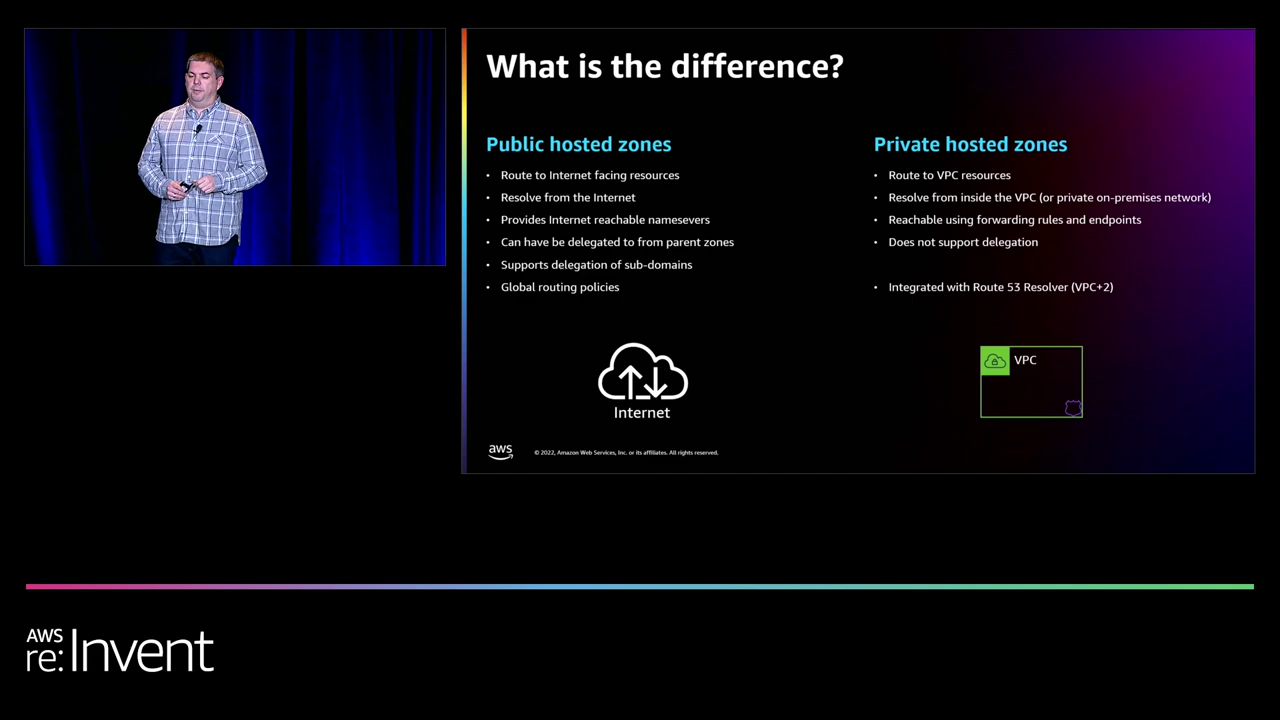 What is the difference?
Public hosted zones
• Route to Internet facing resources
• Resolve from the Internet
• Provides Internet reachable namesevers
• Can have be delegated to from parent zones
• Supports delegation of sub-domains
• Global routing policies
Internet
Private hosted zones
• Route to VPC resources
• Resolve from inside the VPC (or private on-premises network)
• Reachable using forwarding rules and endpoints
• Does not support delegation
• Integrated with Route 53 Resolver (VPC+2)
VPC
aws
© 2022, Amazon Web Services, Inc. or its affiliates. All rights reserved.
AWS
re:Invent